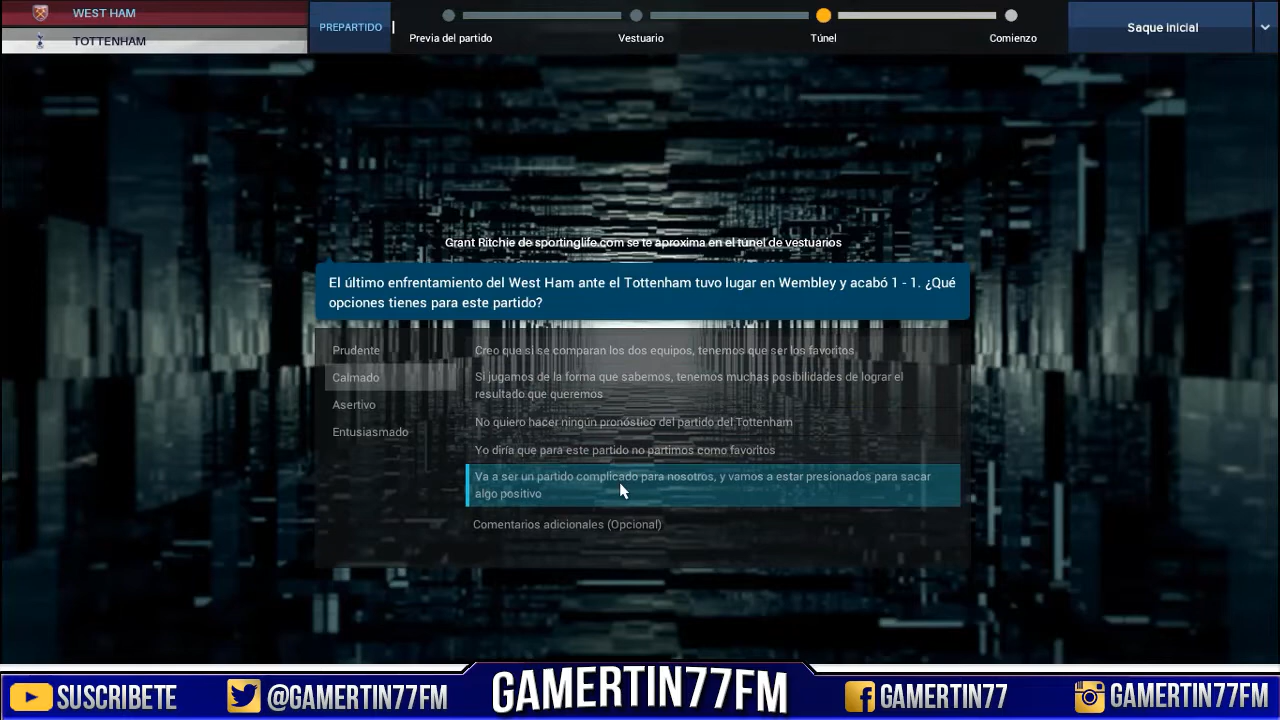 WEST HAM
TOTTENHAM
PREPARTIDO
Previa del partido
Vestuario
Túnel
Comienzo
Saque inicial
Grant Ritchie de sportinglife.com se te aproxima en el túnel de vestuarios
El último enfrentamiento del West Ham ante el Tottenham tuvo lugar en Wembley y acabó 1 - 1. ¿Qué
opciones tienes para este partido?
Prudente
Calmado
Asertivo
Entusiasmado
Creo que si se comparan los dos equipos, tenemos que ser los favoritos.
Si jugamos de la forma que sabemos, tenemos muchas posibilidades de lograr el
resultado que queremos
No quiero hacer ningún pronóstico del partido del Tottenham
Yo diría que para este partido no partimos como favoritos
Va a ser un partido complicado para nosotros, y vamos a estar presionados para sacar
algo positivo
Comentarios adicionales (Opcional)
SUSCRIBETE
@GAMERTIN77FM
GAMERTIN77FM
GAMERTIN77
GAMERTIN77FM